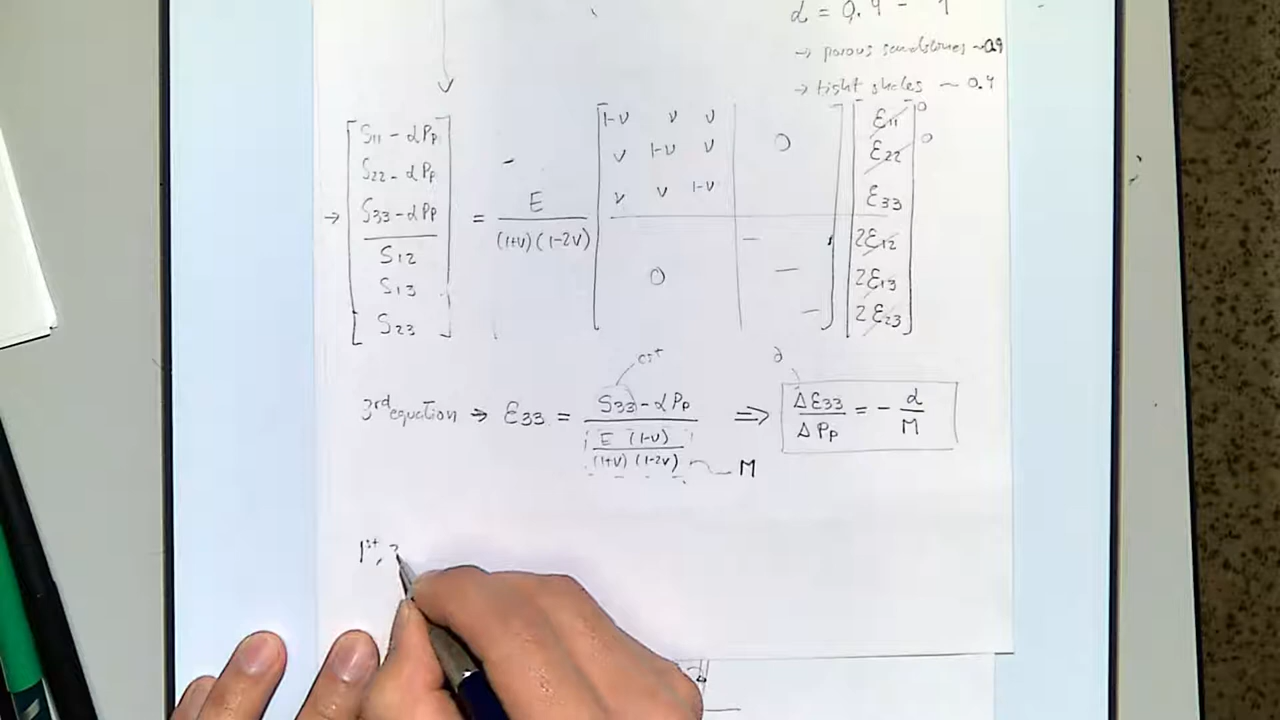 α = 0.4 - 1
→ porous sandstones ~0.9
→ tight shales ~ 0.4
S11 - αPp
S22 - αPp
→ S33 - αPp
S12
S13
S23
= E / (1+ν)(1-2ν)
1-ν ν ν
ν 1-ν ν
ν ν 1-ν
0
0
ε11 0
ε22 0
ε33
2ε12
2ε13
2ε23
cst
∂
3rd equation → ε33 = (S33 - αPp) / (E (1-ν) / (1+ν) (1-2ν)) ⇒ Δε33 / ΔPp = - α / M
M
1st, 2